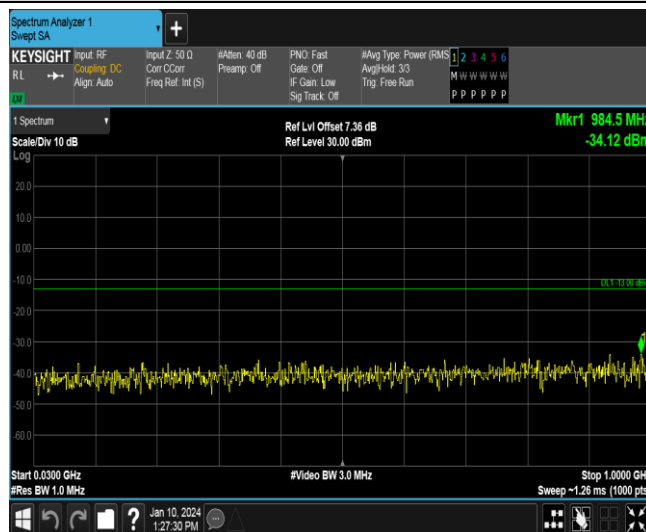 Spectrum Analyzer 1
Swept SA
+
KEYSIGHT Input: RF Input Z: 50 Ω #Atten: 40 dB PNO: Fast #Avg Type: Power (RMS 1 2 3 4 5 6
RL Coupling: DC Corr CCorr Preamp: Off Gate: Off Avg|Hold: 3/3 M W W W W W
Align: Auto Freq Ref: Int (S) IF Gain: Low Trig: Free Run
Sig Track: Off P P P P P P
LXI
1 Spectrum Ref Lvl Offset 7.36 dB Mkr1 984.5 MHz
Scale/Div 10 dB Ref Level 30.00 dBm -34.12 dBm
Log
20.0
10.0
0.00
-10.0
DL1 -13.00 dBm
-20.0
-30.0
-40.0
-50.0
-60.0
Start 0.0300 GHz #Video BW 3.0 MHz Stop 1.0000 GH
#Res BW 1.0 MHz Sweep ~1.26 ms (1000 pts
? Jan 10, 2024
1:27:30 PM